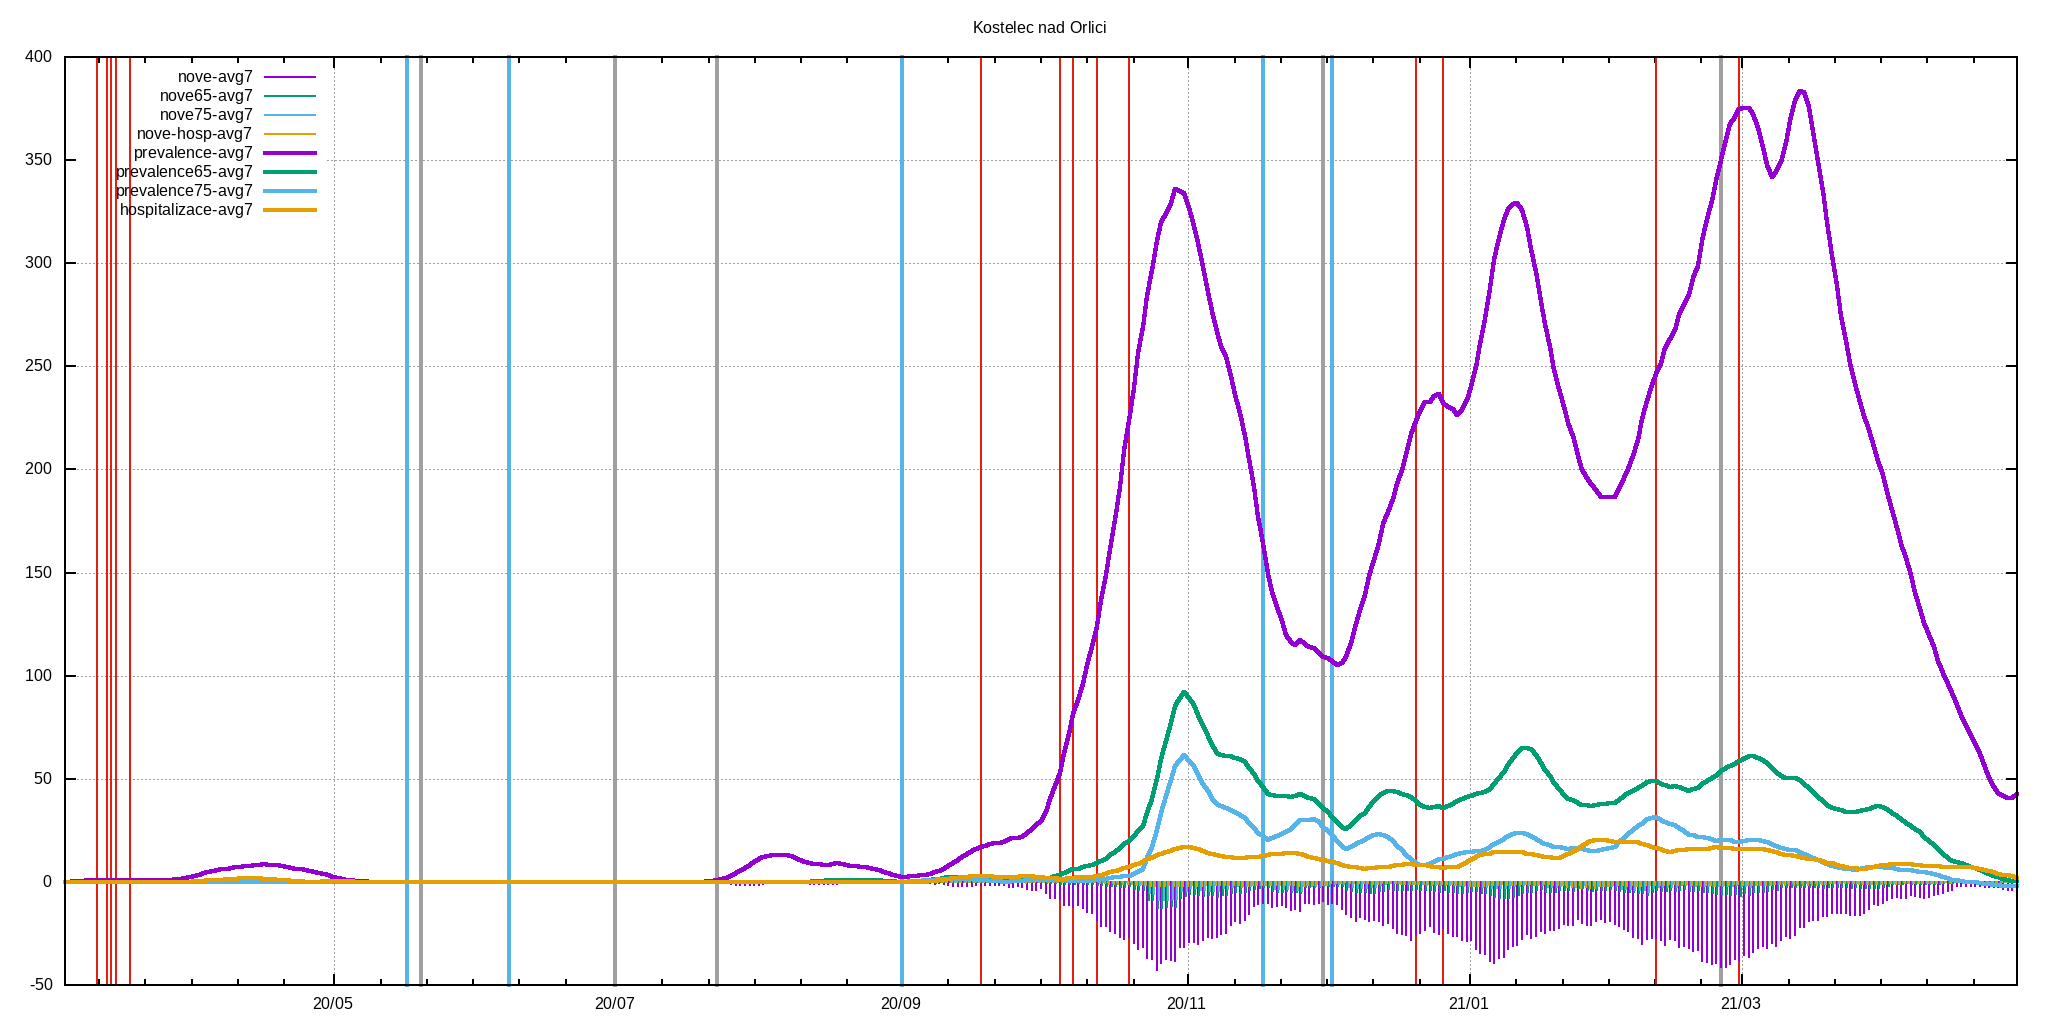 Kostelec nad Orlici
400
350
300
250
200
150
100
50
0
-50
nove-avg7
nove65-avg7
nove75-avg7
nove-hosp-avg7
prevalence-avg7
prevalence65-avg7
prevalence75-avg7
hospitalizace-avg7
20/05 20/07 20/09 20/11 21/01 21/03